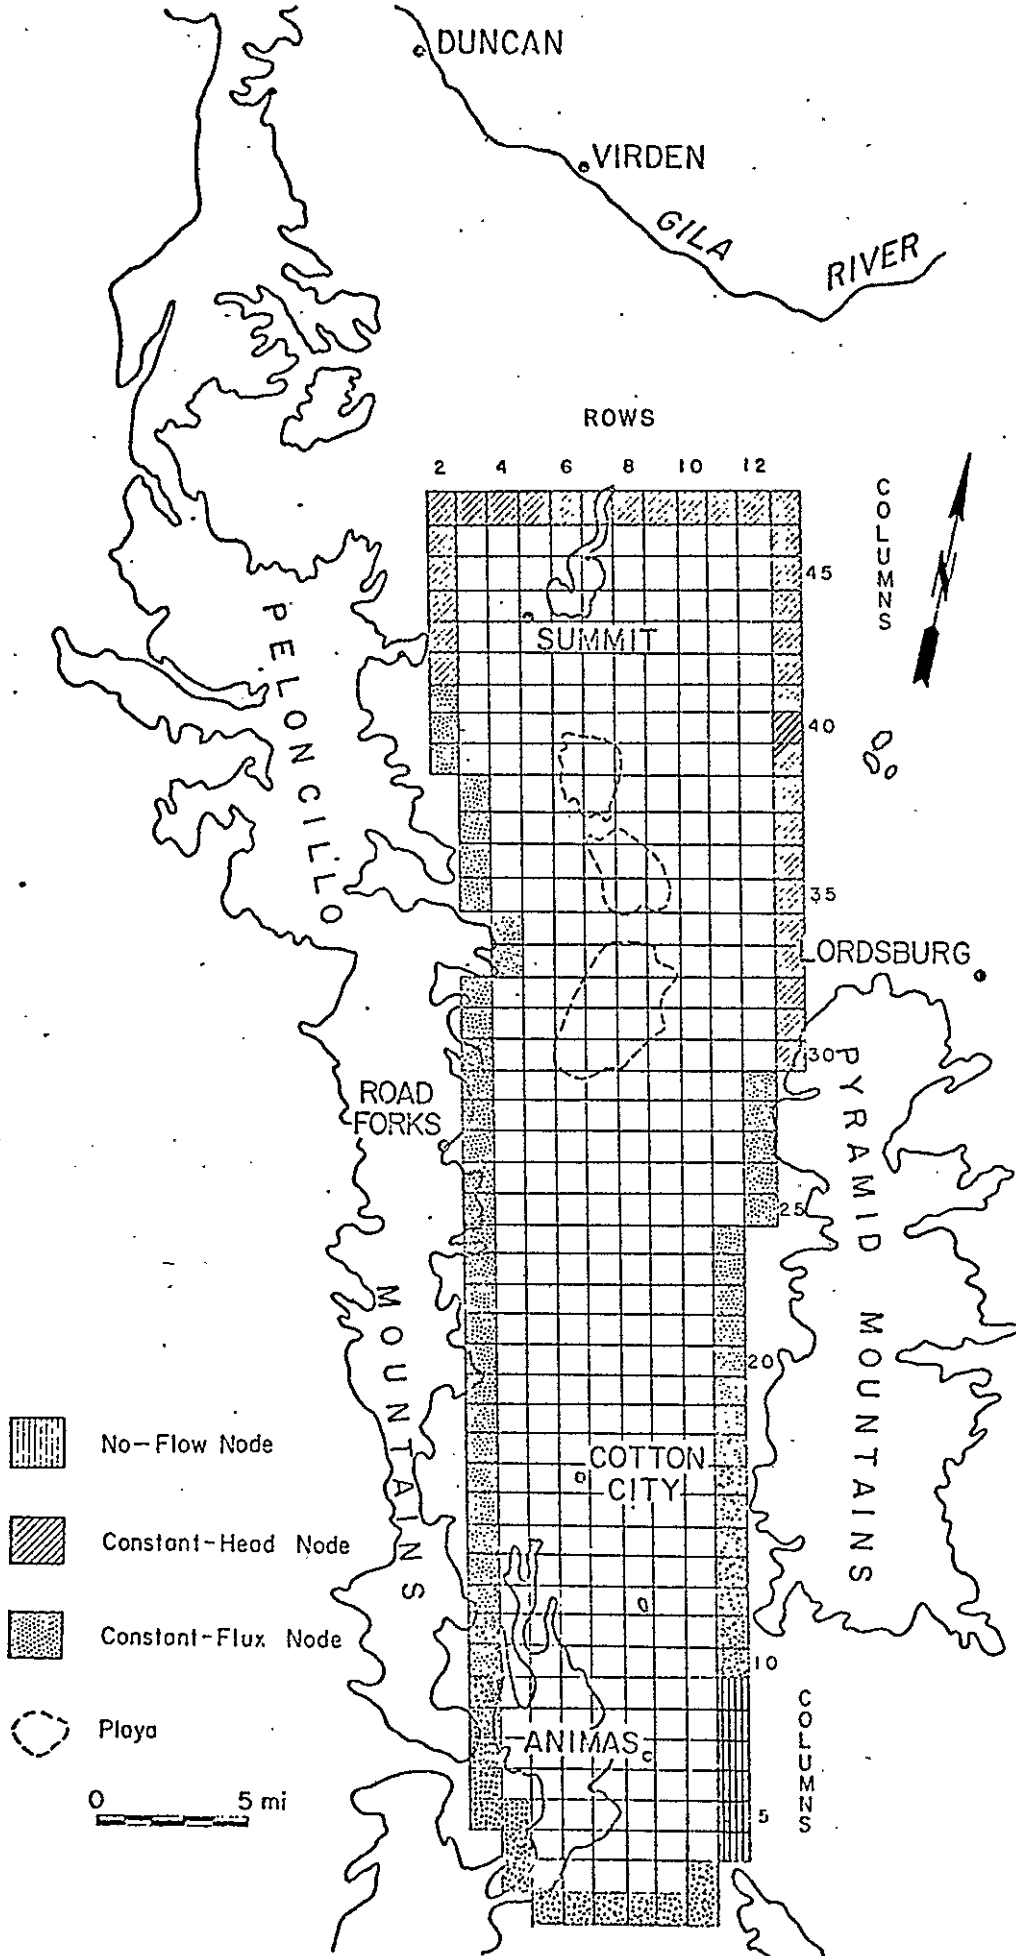 DUNCAN
VIRDEN
GILA
RIVER
ROWS
2 4 6 8 10 12
COLUMNS
45
N
SUMMIT
PELONCILLO
40
35
LORDSBURG
30
ROAD
FORKS
PYRAMID
25
MOUNTAINS
MOUNTAINS
20
No-Flow Node
COTTON
CITY
Constant-Head Node
Constant-Flux Node
10
Playa
ANIMAS
COLUMNS
0 5 mi
5